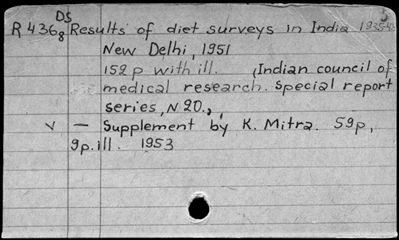 DS
R 436g Results of diet surveys in India 1935-48
New Delhi, 1951
152 p with ill. (Indian council of
medical research. Special report
series, N 20.,
v — Supplement by K. Mitra. 59p,
9p. ill. 1953